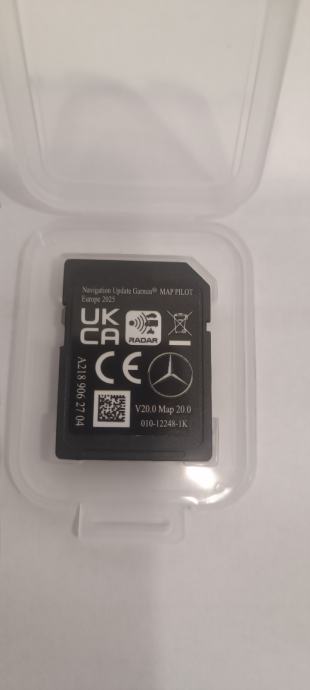 Navigation Update Garmin® MAP PILOT
Europe 2025
UK
CA
RADAR
CE
A218 906 27 04
V20.0 Map 20.0
010-12248-1K